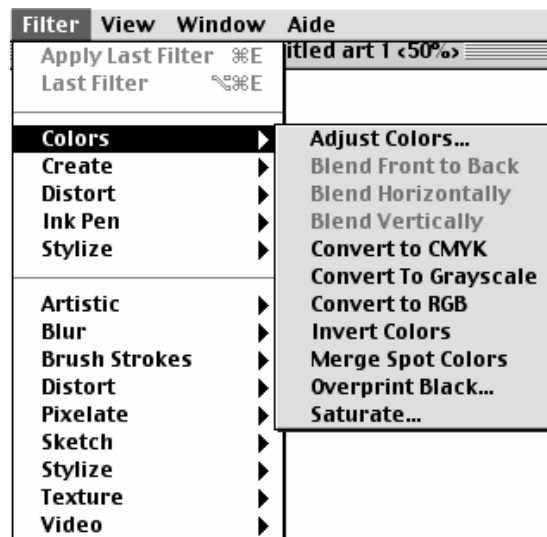 Filter View Window Aide
Apply Last Filter ⌘E
itled art 1 <50%>
Last Filter ⌥⌘E
Colors
Create
Distort
Ink Pen
Stylize
Artistic
Blur
Brush Strokes
Distort
Pixelate
Sketch
Stylize
Texture
Video
Adjust Colors...
Blend Front to Back
Blend Horizontally
Blend Vertically
Convert to CMYK
Convert To Grayscale
Convert to RGB
Invert Colors
Merge Spot Colors
Overprint Black...
Saturate...